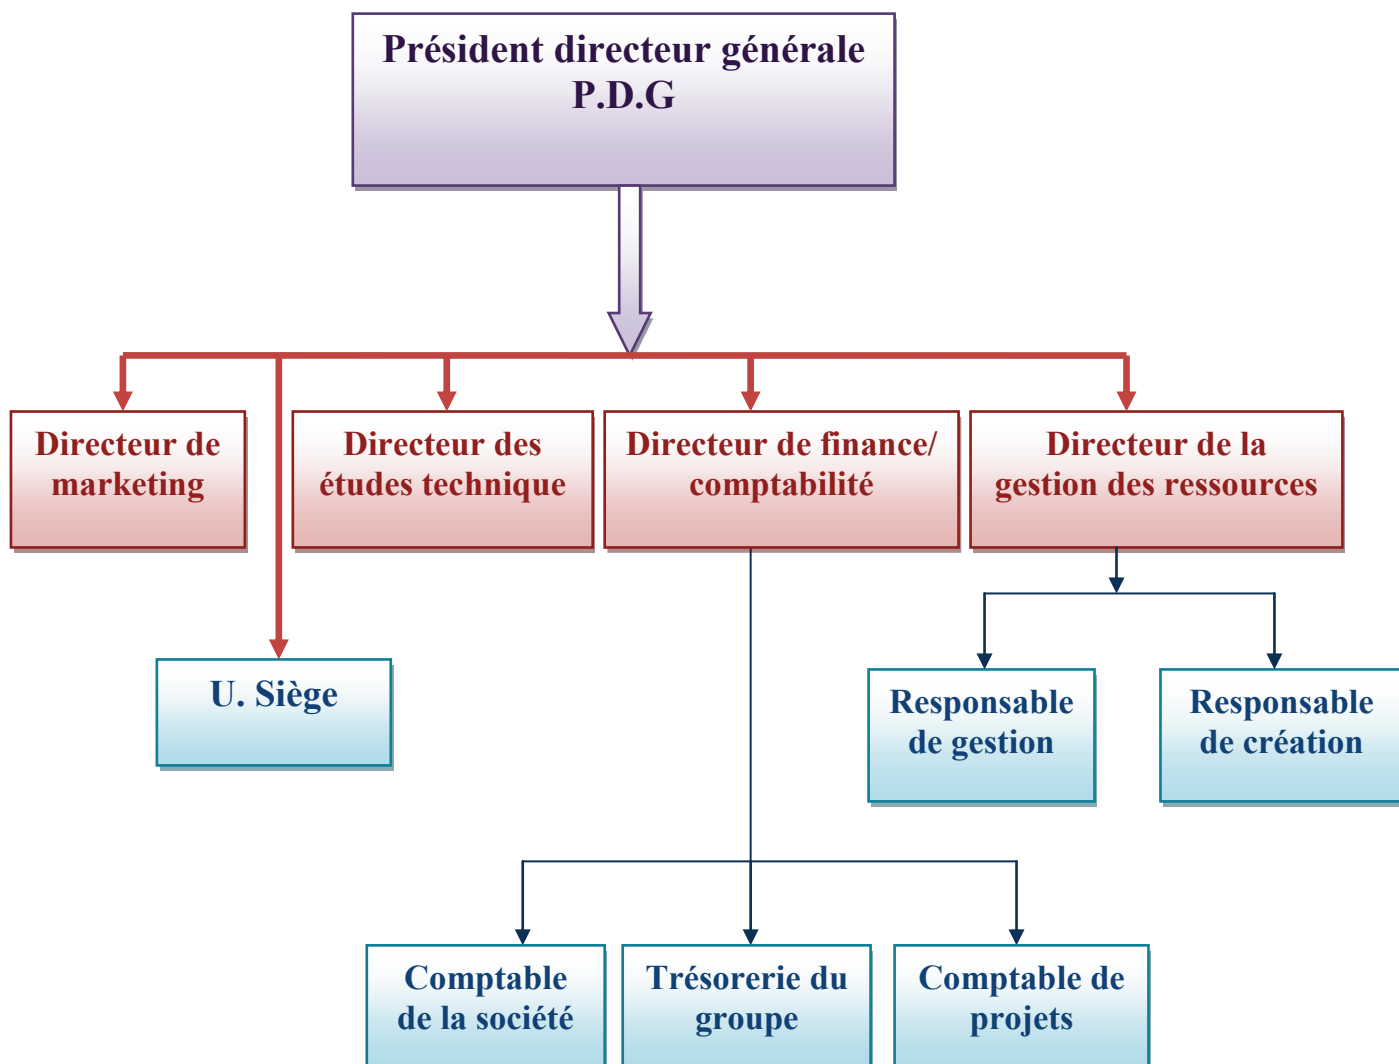 Président directeur générale
P.D.G
Directeur de
marketing
Directeur des
études technique
Directeur de finance/
comptabilité
Directeur de la
gestion des ressources
U. Siège
Responsable
de gestion
Responsable
de création
Comptable
de la société
Trésorerie du
groupe
Comptable de
projets